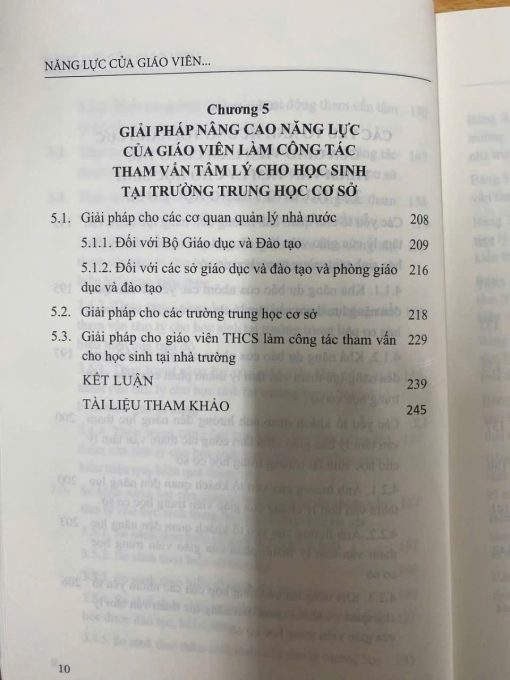 NĂNG LỰC CỦA GIÁO VIÊN...
Chương 5
GIẢI PHÁP NÂNG CAO NĂNG LỰC
CỦA GIÁO VIÊN LÀM CÔNG TÁC
THAM VẤN TÂM LÝ CHO HỌC SINH
TẠI TRƯỜNG TRUNG HỌC CƠ SỞ
5.1. Giải pháp cho các cơ quan quản lý nhà nước 208
5.1.1. Đối với Bộ Giáo dục và Đào tạo 209
5.1.2. Đối với các sở giáo dục và đào tạo và phòng giáo 216
dục và đào tạo
5.2. Giải pháp cho các trường trung học cơ sở 218
5.3. Giải pháp cho giáo viên THCS làm công tác tham vấn 229
cho học sinh tại nhà trường
KẾT LUẬN 239
TÀI LIỆU THAM KHẢO 245
10